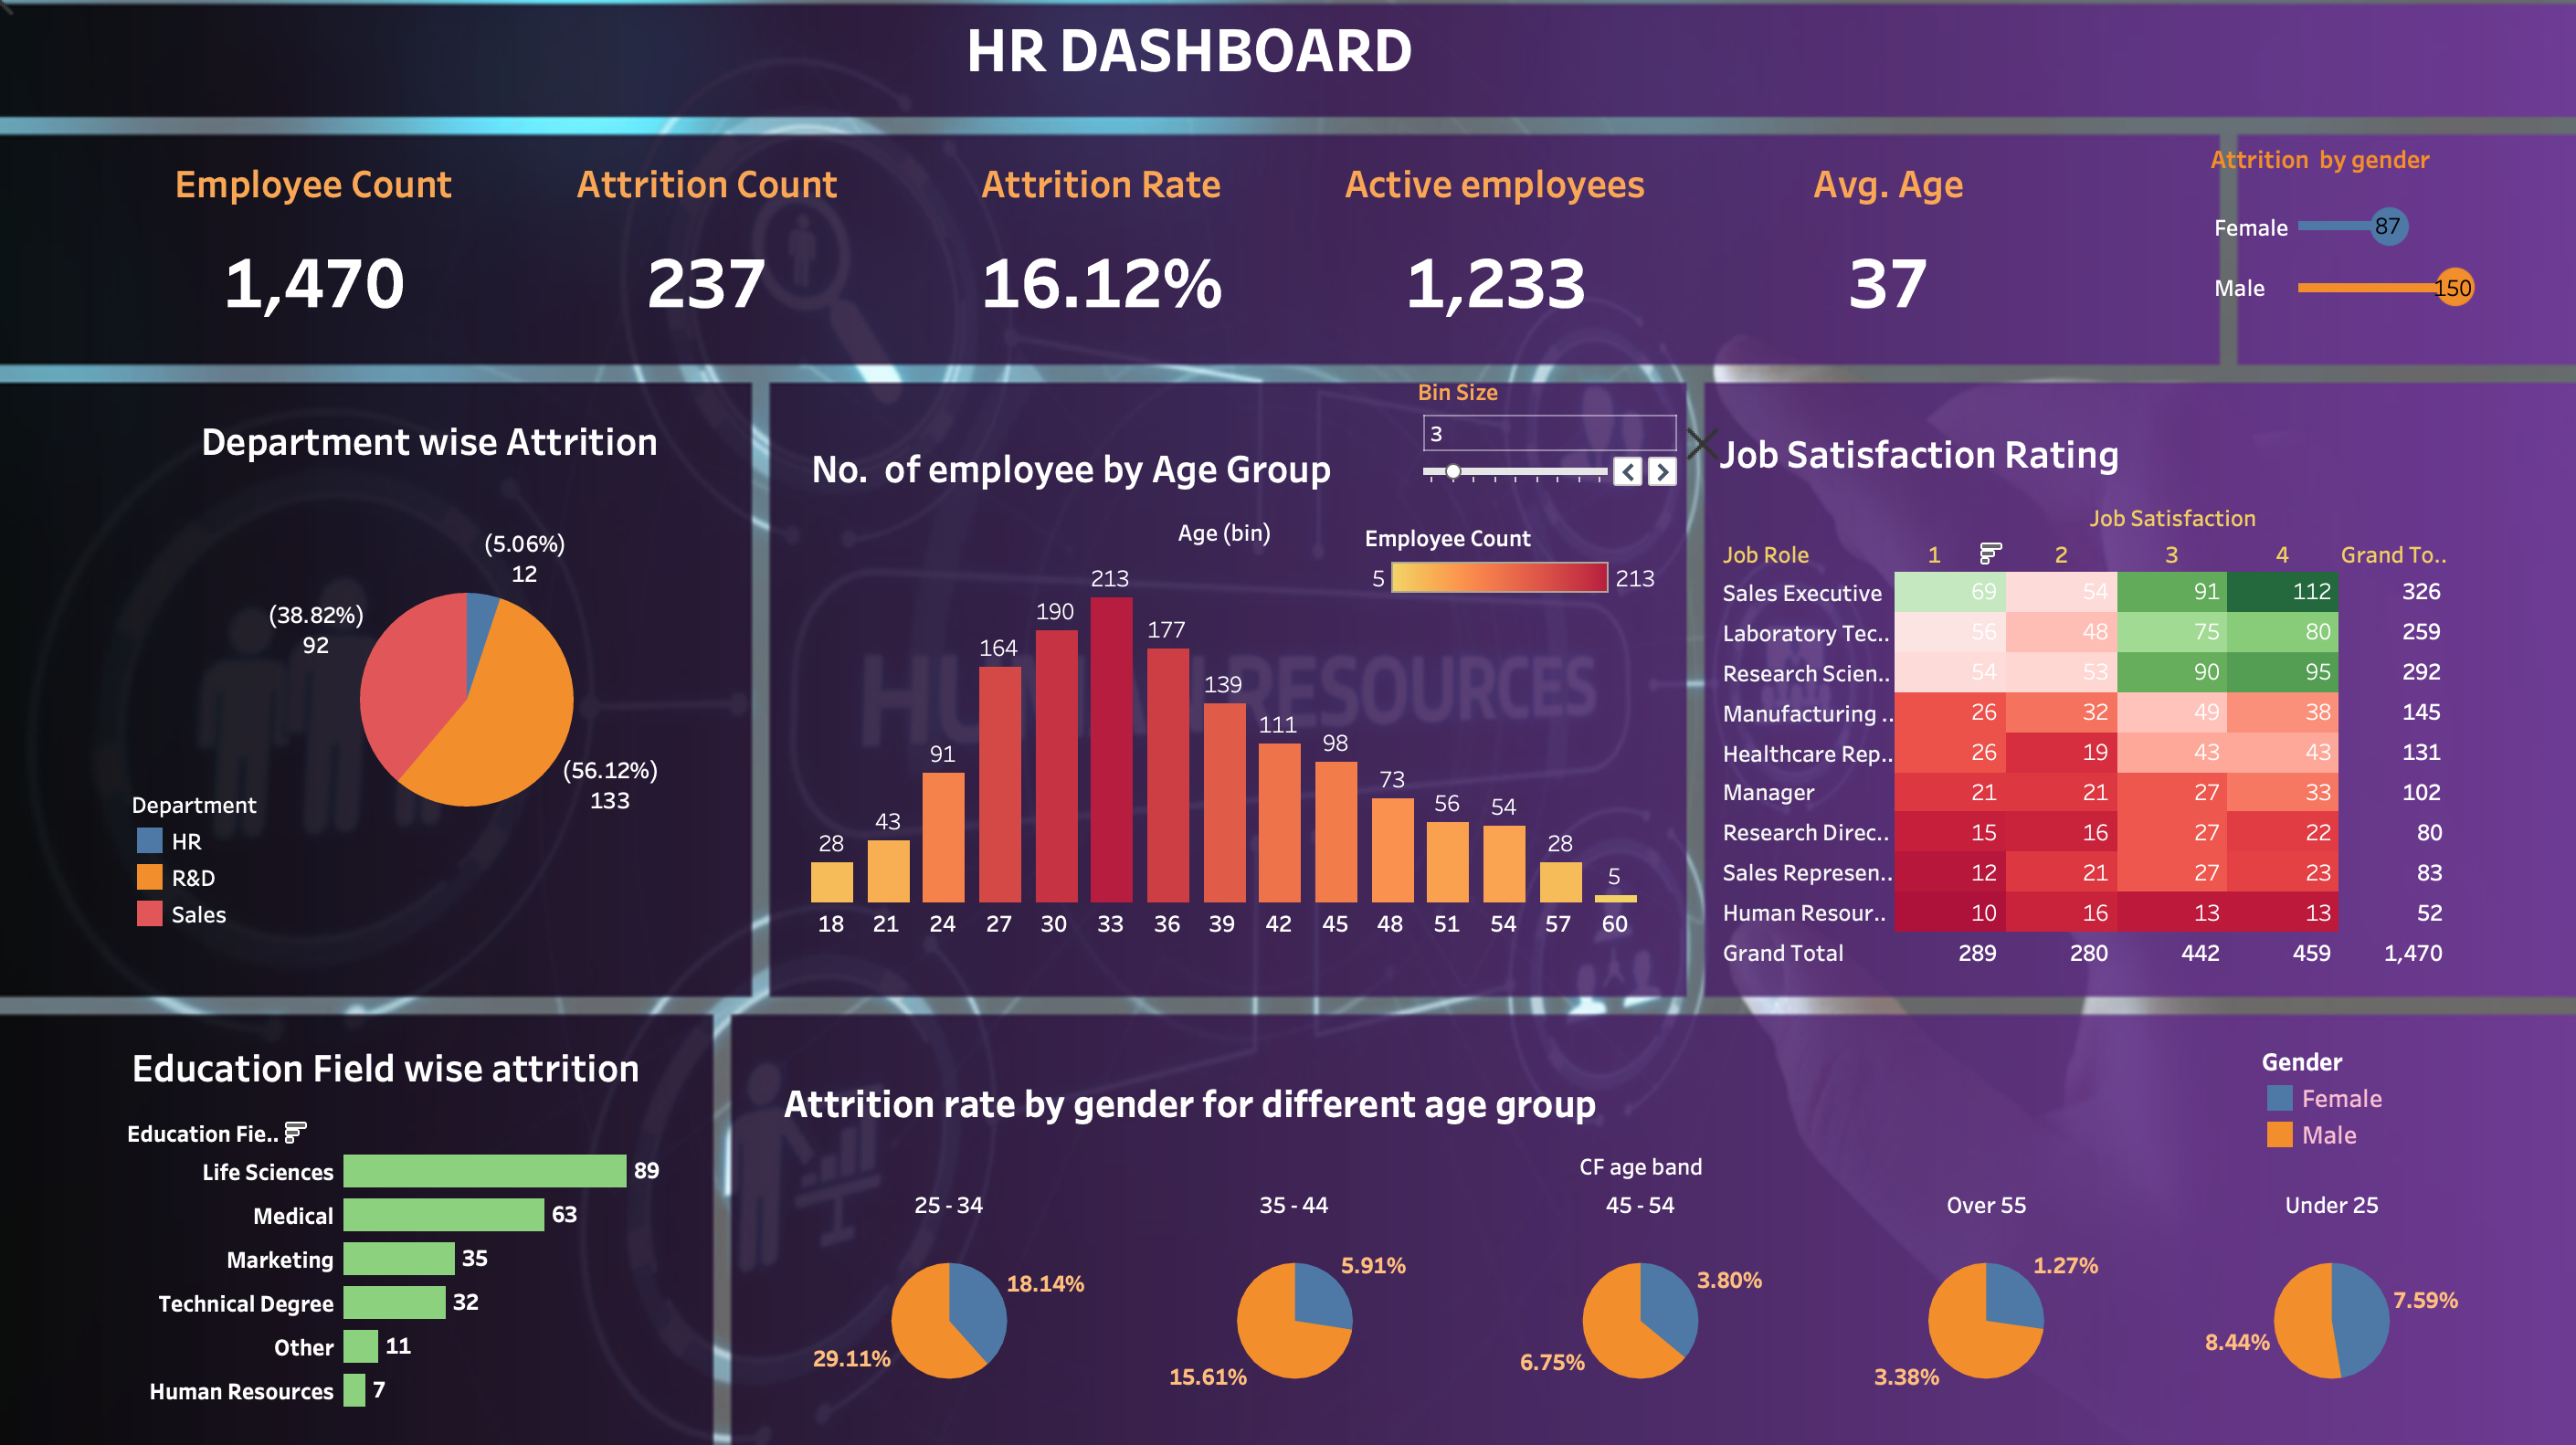 HR DASHBOARD
Employee Count
Attrition Count
Attrition Rate
Active employees
Avg. Age
1,470
237
16.12%
1,233
37
Attrition by gender
Female 87
Male 150
Department wise Attrition
(5.06%)
12
(38.82%)
92
(56.12%)
133
Department
HR
R&D
Sales
No. of employee by Age Group
Bin Size
3
Age (bin)
Employee Count
5 213
28 43 91 164 190 213 177 139 111 98 73 56 54 28 5
18 21 24 27 30 33 36 39 42 45 48 51 54 57 60
HUMAN RESOURCES
Job Satisfaction Rating
Job Satisfaction
Job Role 1 2 3 4 Grand To..
Sales Executive 69 54 91 112 326
Laboratory Tec.. 56 48 75 80 259
Research Scien.. 54 53 90 95 292
Manufacturing .. 26 32 49 38 145
Healthcare Rep.. 26 19 43 43 131
Manager 21 21 27 33 102
Research Direc.. 15 16 27 22 80
Sales Represen.. 12 21 27 23 83
Human Resour.. 10 16 13 13 52
Grand Total 289 280 442 459 1,470
Education Field wise attrition
Education Fie..
Life Sciences 89
Medical 63
Marketing 35
Technical Degree 32
Other 11
Human Resources 7
Attrition rate by gender for different age group
Gender
Female
Male
CF age band
25 - 34
35 - 44
45 - 54
Over 55
Under 25
18.14%
29.11%
5.91%
15.61%
3.80%
6.75%
1.27%
3.38%
7.59%
8.44%